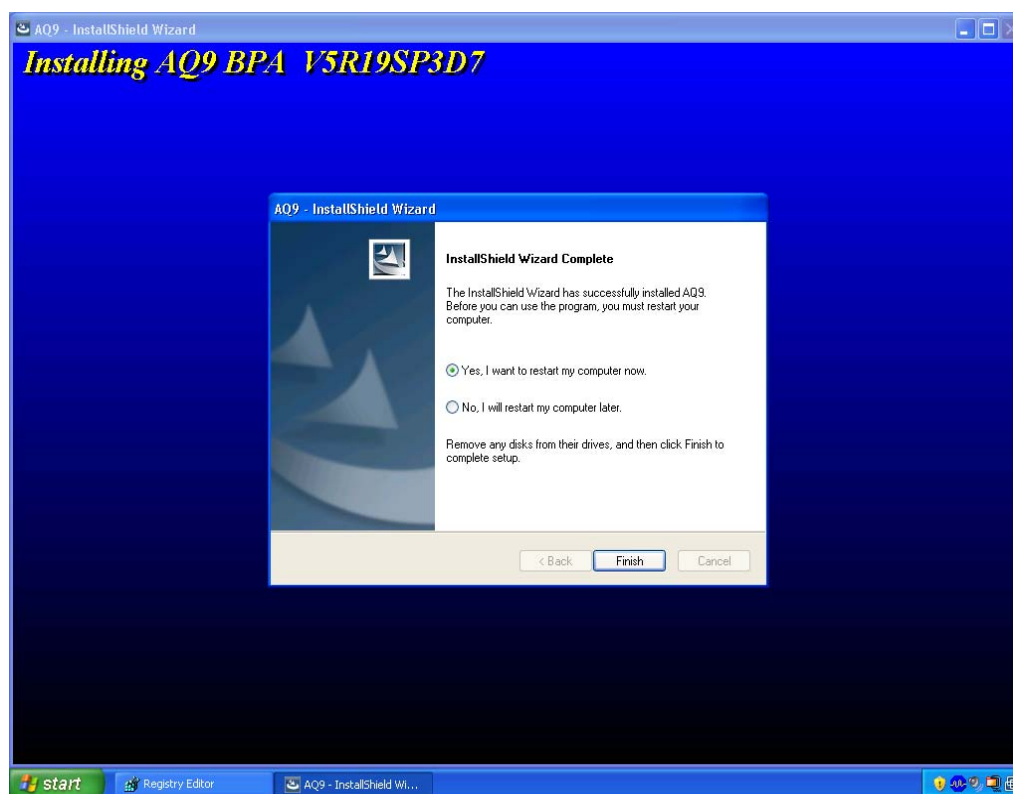 AQ9 - InstallShield Wizard
Installing AQ9 BPA V5R19SP3D7
AQ9 - InstallShield Wizard
InstallShield Wizard Complete
The InstallShield Wizard has successfully installed AQ9.
Before you can use the program, you must restart your
computer.
Yes, I want to restart my computer now.
No, I will restart my computer later.
Remove any disks from their drives, and then click Finish to
complete setup.
< Back Finish Cancel
start Registry Editor AQ9 - InstallShield Wi...